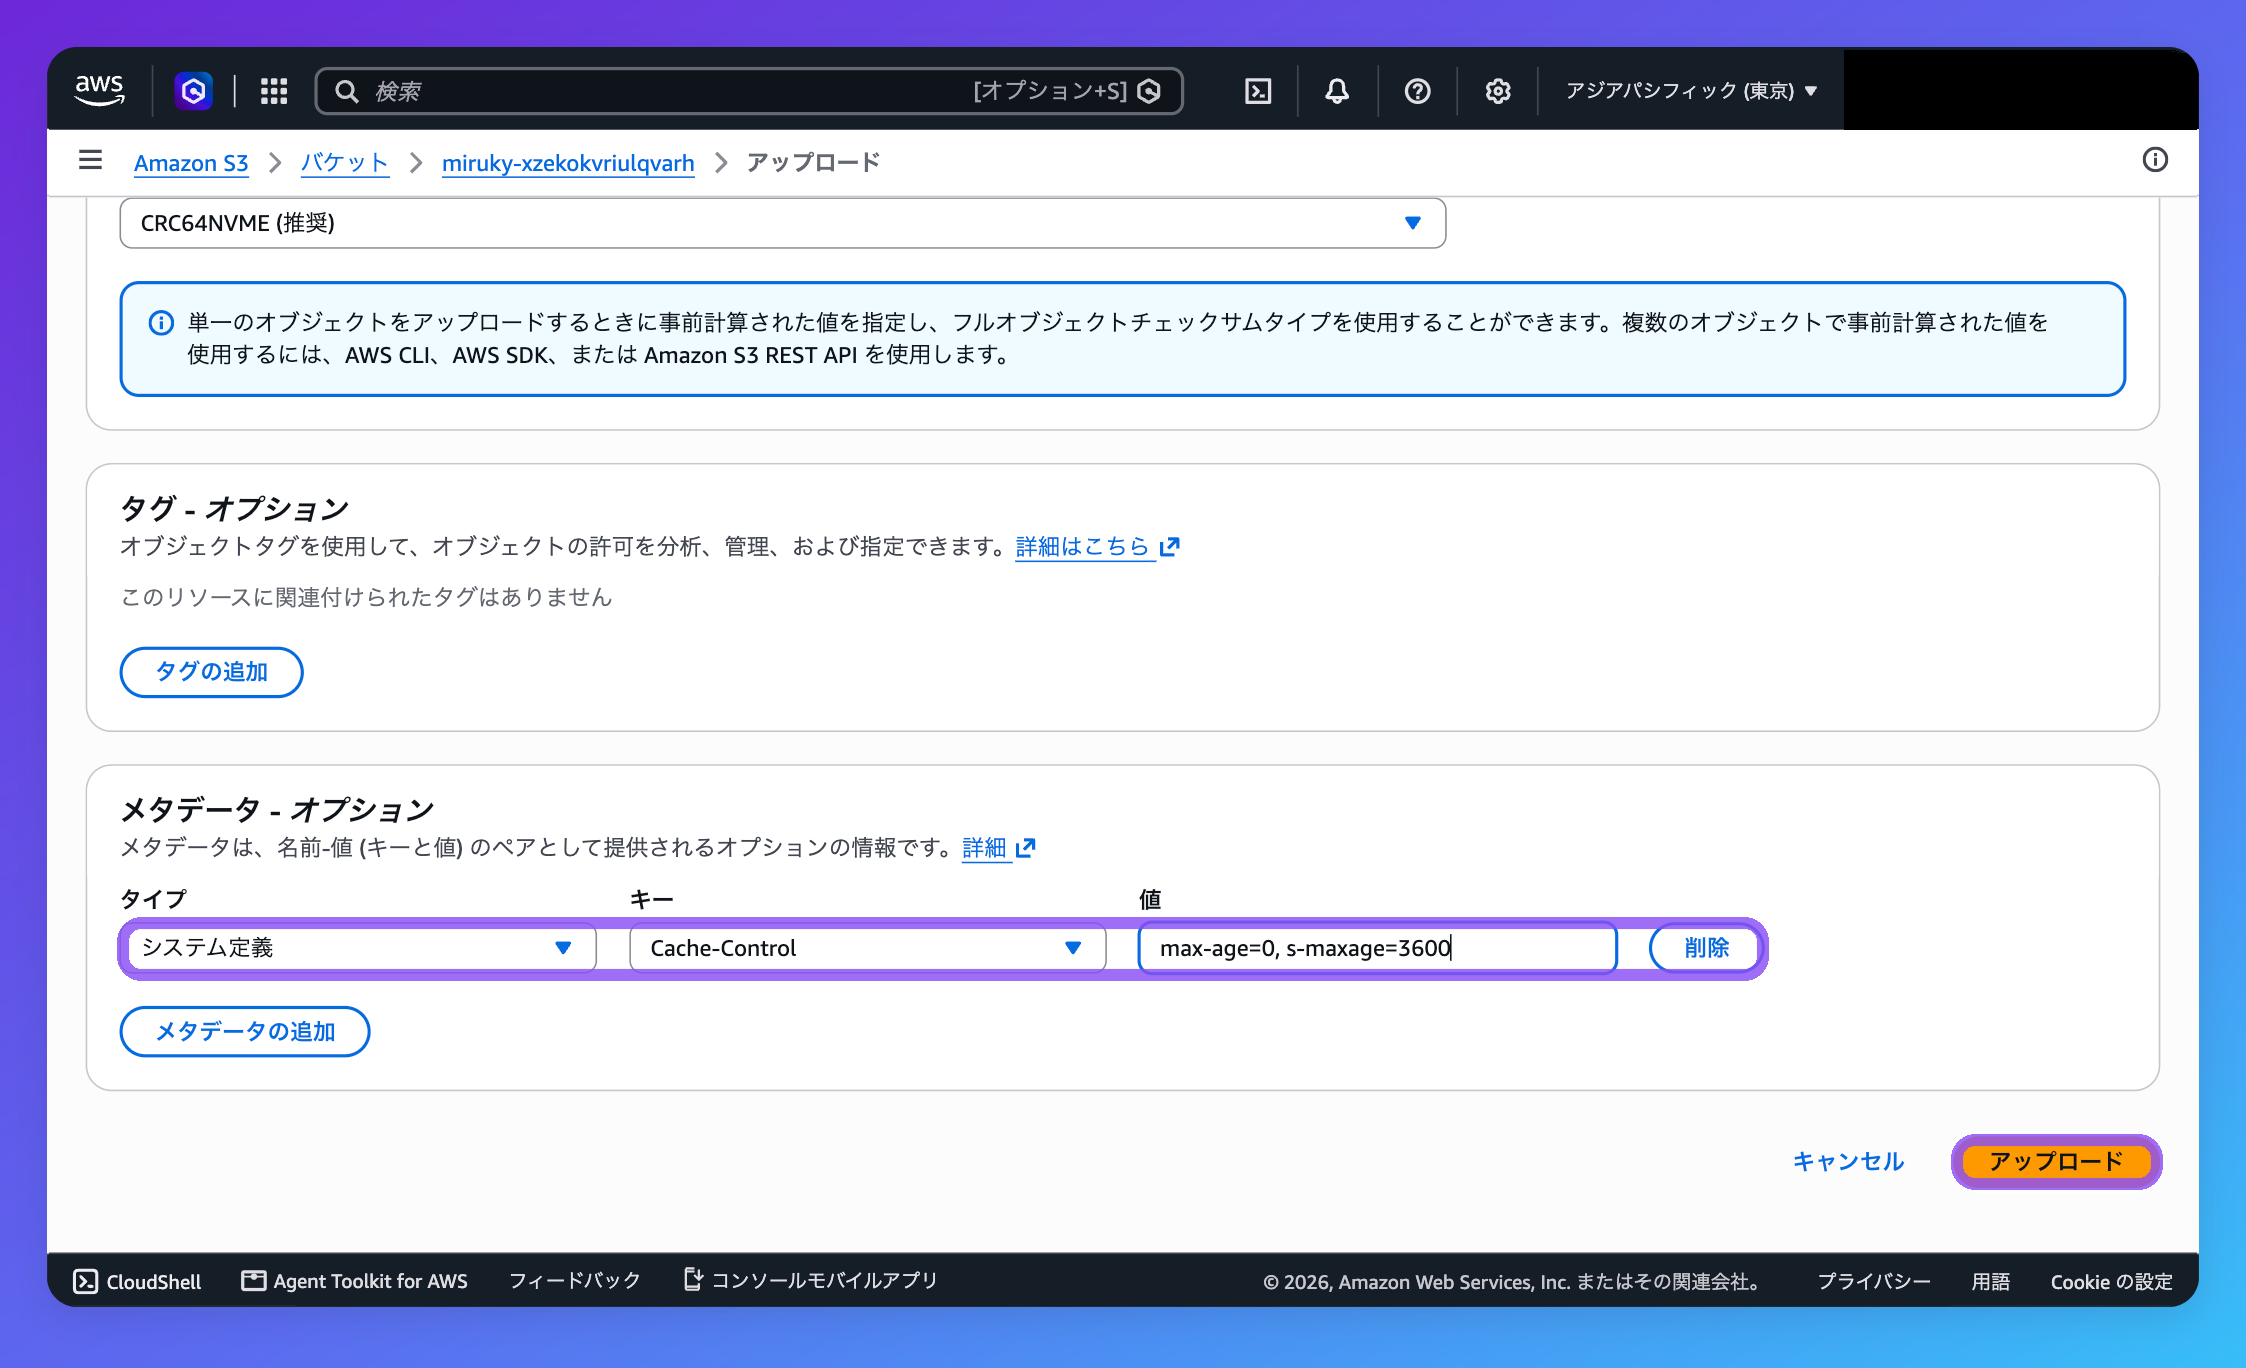 aws
検索 [オプション+S]
アジアパシフィック (東京)
Amazon S3 バケット miruky-xzekokvriulqvarh アップロード
CRC64NVME (推奨)
単一のオブジェクトをアップロードするときに事前計算された値を指定し、フルオブジェクトチェックサムタイプを使用することができます。複数のオブジェクトで事前計算された値を
使用するには、AWS CLI、AWS SDK、または Amazon S3 REST API を使用します。
タグ - オプション
オブジェクトタグを使用して、オブジェクトの許可を分析、管理、および指定できます。詳細はこちら
このリソースに関連付けられたタグはありません
タグの追加
メタデータ - オプション
メタデータは、名前-値 (キーと値) のペアとして提供されるオプションの情報です。詳細
タイプ キー 値
システム定義 Cache-Control max-age=0, s-maxage=3600 削除
メタデータの追加
キャンセル アップロード
CloudShell Agent Toolkit for AWS フィードバック コンソールモバイルアプリ © 2026, Amazon Web Services, Inc. またはその関連会社。 プライバシー 用語 Cookie の設定